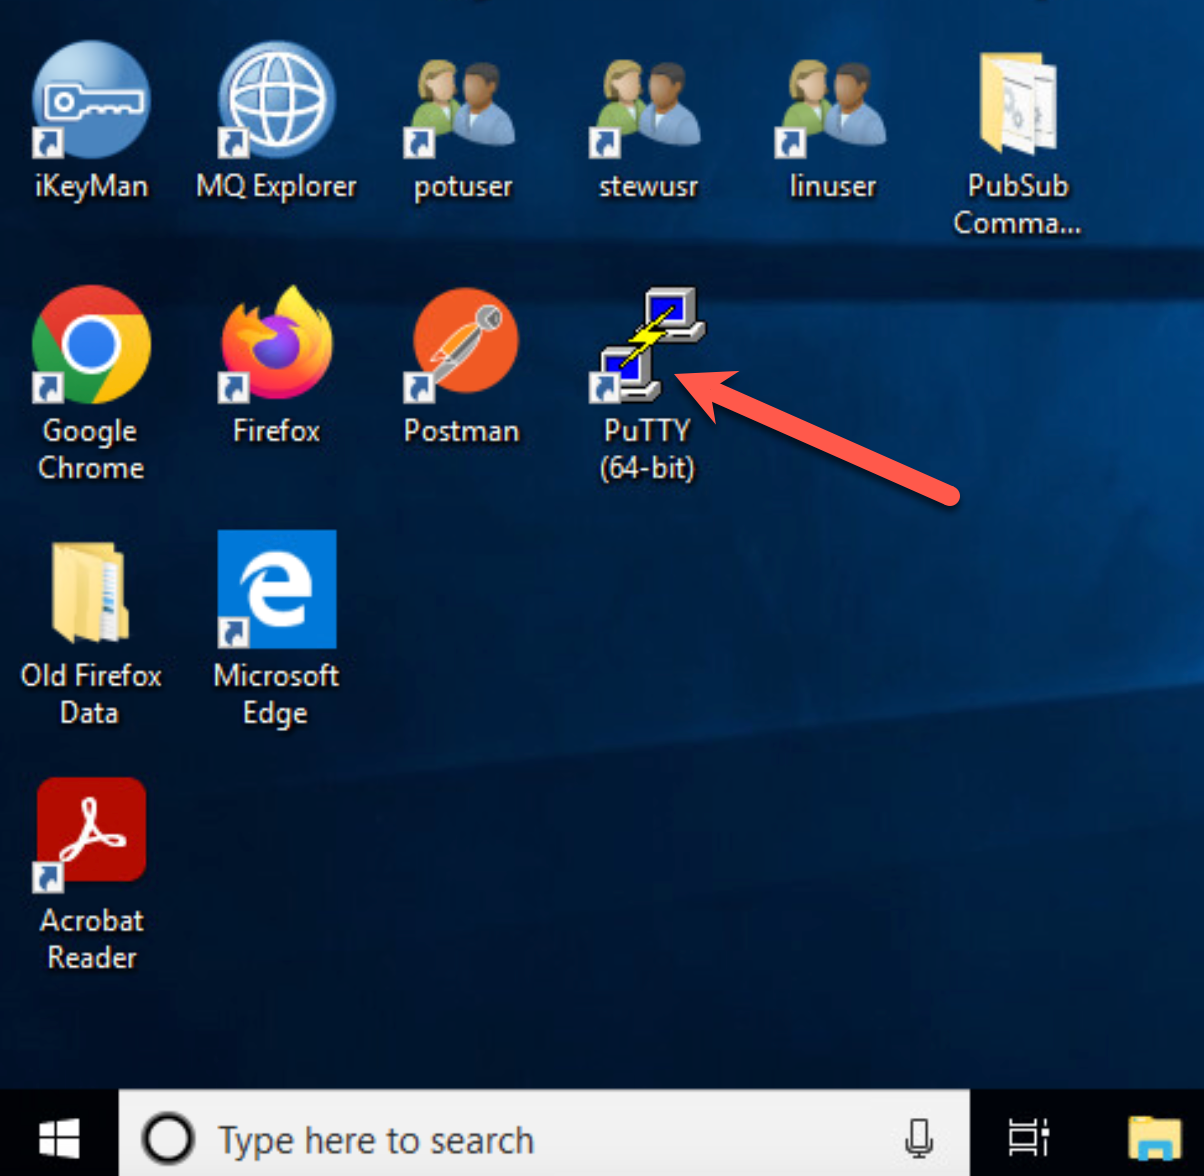 iKeyMan
MQ Explorer
potuser
stewusr
linuser
PubSub
Comma...
Google
Chrome
Firefox
Postman
PuTTY
(64-bit)
Old Firefox
Data
Microsoft
Edge
Acrobat
Reader
Type here to search